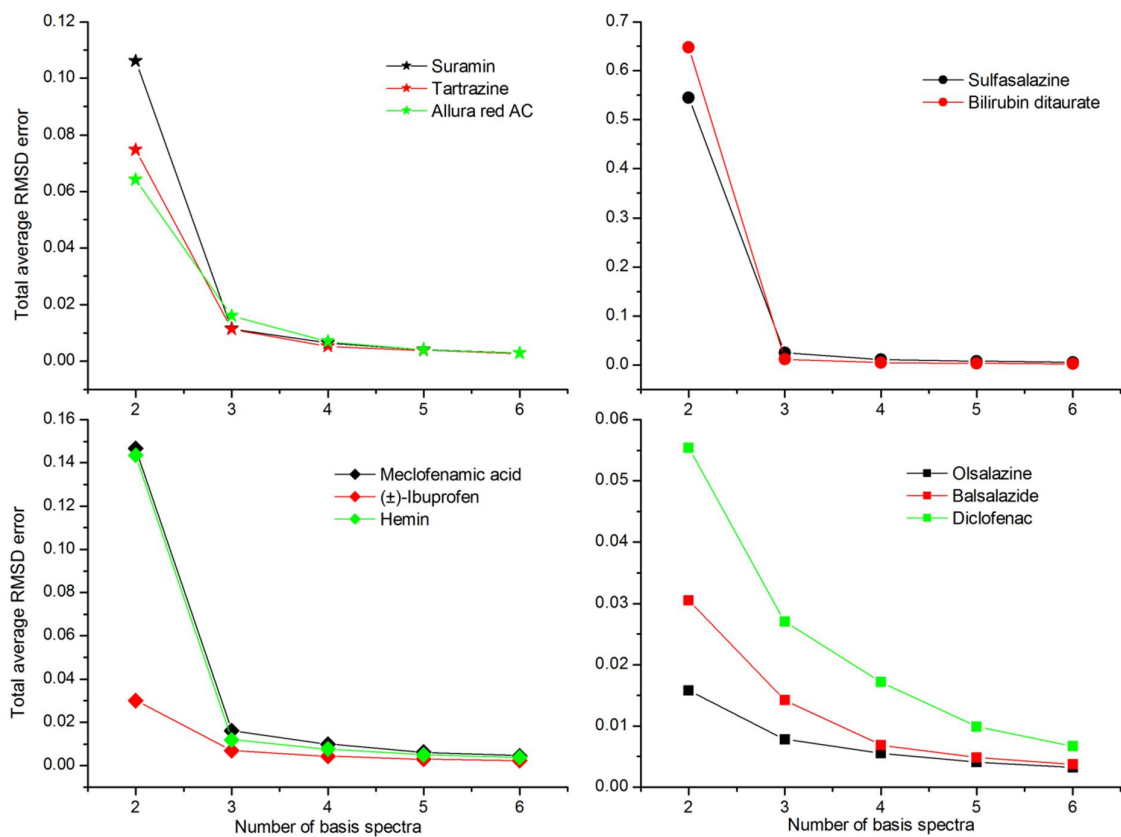 0.12
0.10
0.08
0.06
0.04
0.02
0.00
Total average RMSD error
Suramin
Tartrazine
Allura red AC
2 3 4 5 6
0.7
0.6
0.5
0.4
0.3
0.2
0.1
0.0
Sulfasalazine
Bilirubin ditaurate
2 3 4 5 6
0.16
0.14
0.12
0.10
0.08
0.06
0.04
0.02
0.00
Total average RMSD error
Meclofenamic acid
(±)-Ibuprofen
Hemin
2 3 4 5 6
Number of basis spectra
0.06
0.05
0.04
0.03
0.02
0.01
0.00
Olsalazine
Balsalazide
Diclofenac
2 3 4 5 6
Number of basis spectra